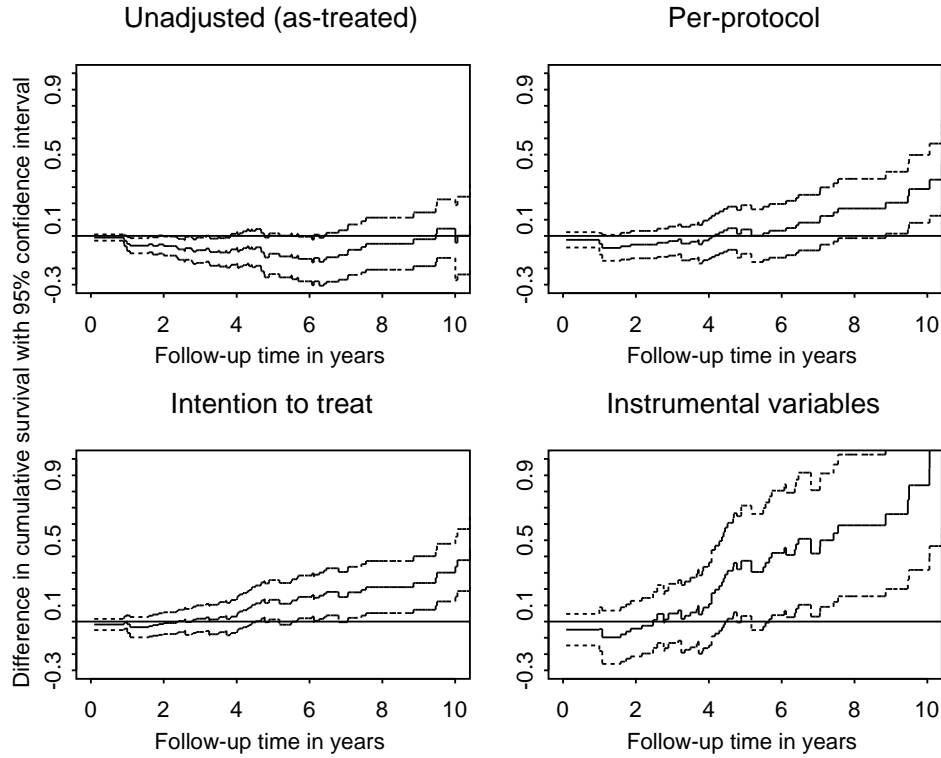 Unadjusted (as-treated)
Per-protocol
Difference in cumulative survival with 95% confidence interval
0.9
0.5
0.1
-0.3
0 2 4 6 8 10
Follow-up time in years
0.9
0.5
0.1
-0.3
0 2 4 6 8 10
Follow-up time in years
Intention to treat
Instrumental variables
0.9
0.5
0.1
-0.3
0 2 4 6 8 10
Follow-up time in years
0.9
0.5
0.1
-0.3
0 2 4 6 8 10
Follow-up time in years